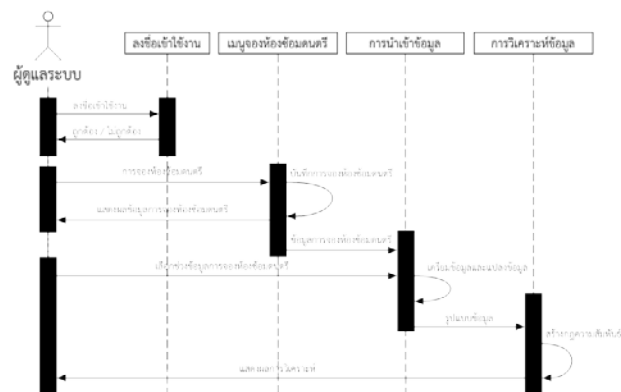 ลงชื่อเข้าใช้งาน
เมนูจองห้องซ้อมดนตรี
การนำเข้าข้อมูล
การวิเคราะห์ข้อมูล
ผู้ดูแลระบบ
ลงชื่อเข้าใช้งาน
ถูกต้อง / ไม่ถูกต้อง
การจองห้องซ้อมดนตรี
บันทึกการจองห้องซ้อมดนตรี
แสดงผลข้อมูลการจองห้องซ้อมดนตรี
ข้อมูลการจองห้องซ้อมดนตรี
เลือกช่วงข้อมูลการจองห้องซ้อมดนตรี
เตรียมข้อมูลและแปลงข้อมูล
รูปแบบข้อมูล
สร้างกฎความสัมพันธ์
แสดงผลการวิเคราะห์